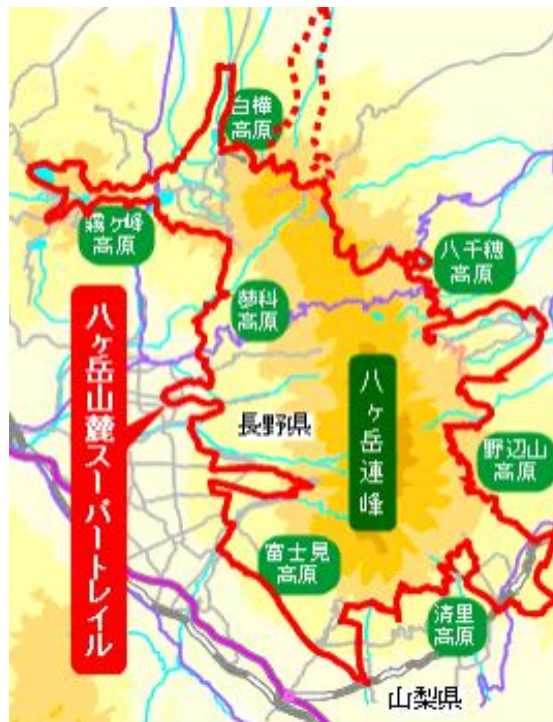 白樺
高原
霧ヶ峰
高原
八千穂
高原
蓼科
高原
八ヶ岳山麓スーパートレイル
八ヶ岳連峰
長野県
野辺山
高原
富士見
高原
清里
高原
山梨県